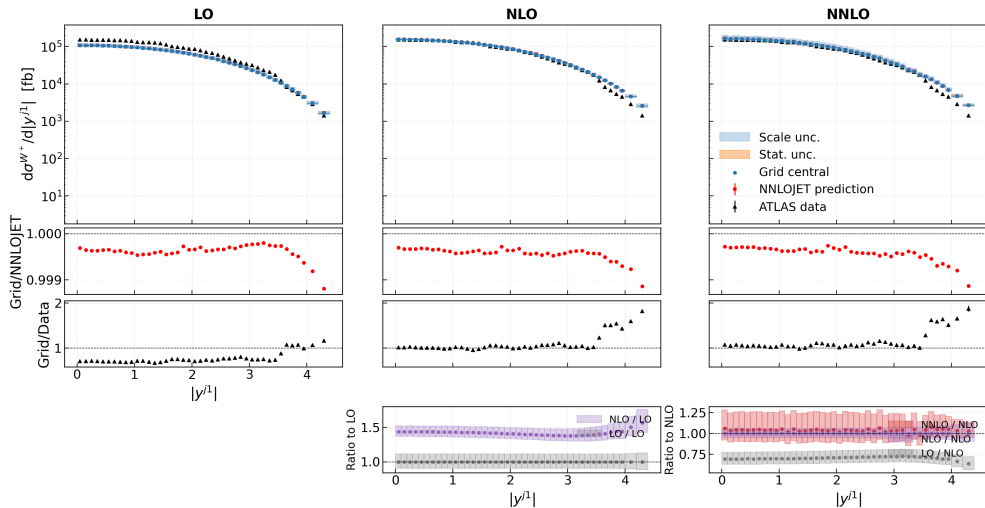 LO
NLO
NNLO
dσ^{W^+}/d|y^{j1}| [fb]
10^5
10^4
10^3
10^2
10^1
Scale unc.
Stat. unc.
Grid central
NNLOJET prediction
ATLAS data
Grid/NNLOJET
1.000
0.999
Grid/Data
2
1
0 1 2 3 4
|y^{j1}|
Ratio to LO
1.5
1.0
NLO / LO
LO / LO
0 1 2 3 4
|y^{j1}|
Ratio to NLO
1.25
1.00
0.75
NNLO / NLO
NLO / NLO
LO / NLO
0 1 2 3 4
|y^{j1}|